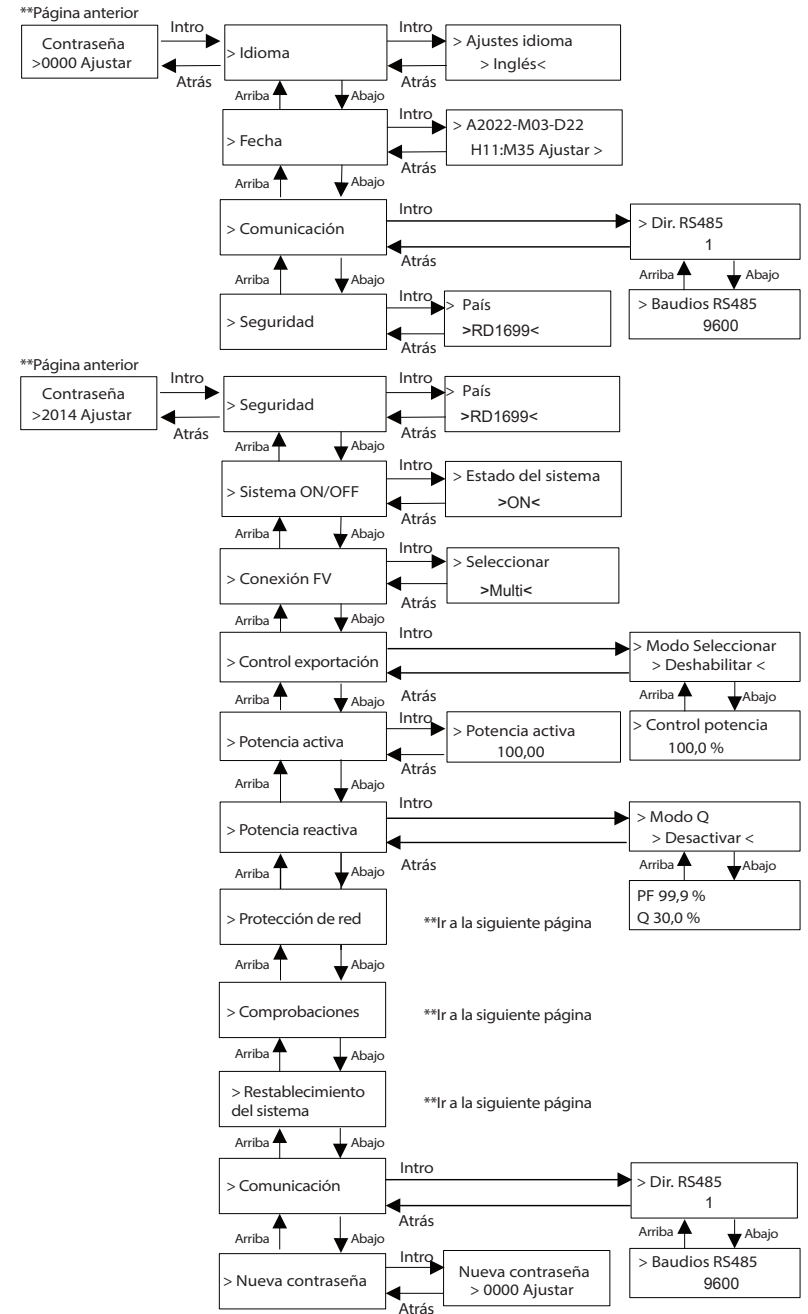 **Página anterior
Contraseña
>0000 Ajustar
Intro
Atrás
> Idioma
Intro
Atrás
> Ajustes idioma
> Inglés<
Arriba
Abajo
> Fecha
Intro
Atrás
> A2022-M03-D22
H11:M35 Ajustar >
Arriba
Abajo
> Comunicación
Intro
Atrás
> Dir. RS485
1
Arriba
Abajo
> Baudios RS485
9600
Arriba
Abajo
> Seguridad
Intro
Atrás
> País
>RD1699<
**Página anterior
Contraseña
>2014 Ajustar
Intro
Atrás
> Seguridad
Intro
Atrás
> País
>RD1699<
Arriba
Abajo
> Sistema ON/OFF
Intro
Atrás
> Estado del sistema
>ON<
Arriba
Abajo
> Conexión FV
Intro
Atrás
> Seleccionar
>Multi<
Arriba
Abajo
> Control exportación
Intro
Atrás
> Modo Seleccionar
> Deshabilitar <
Arriba
Abajo
> Control potencia
100,0 %
Arriba
Abajo
> Potencia activa
Intro
Atrás
> Potencia activa
100,00
Arriba
Abajo
> Potencia reactiva
Intro
Atrás
> Modo Q
> Desactivar <
Arriba
Abajo
PF 99,9 %
Q 30,0 %
Arriba
Abajo
> Protección de red
**Ir a la siguiente página
Arriba
Abajo
> Comprobaciones
**Ir a la siguiente página
Arriba
Abajo
> Restablecimiento
del sistema
**Ir a la siguiente página
Arriba
Abajo
> Comunicación
Intro
Atrás
> Dir. RS485
1
Arriba
Abajo
> Baudios RS485
9600
Arriba
Abajo
> Nueva contraseña
Intro
Atrás
Nueva contraseña
> 0000 Ajustar